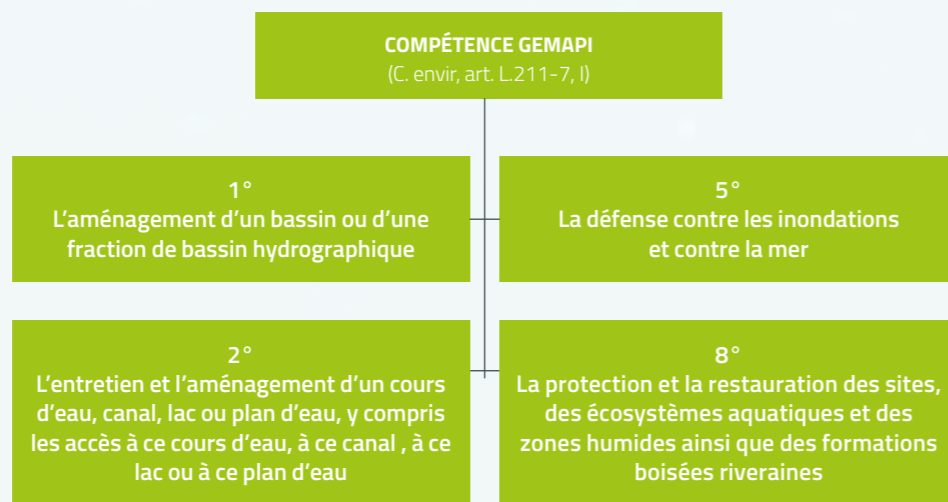 COMPÉTENCE GEMAPI
(C. envir, art. L.211-7, I)
1°
L'aménagement d'un bassin ou d'une
fraction de bassin hydrographique
5°
La défense contre les inondations
et contre la mer
2°
L'entretien et l'aménagement d'un cours
d'eau, canal, lac ou plan d'eau, y compris
les accès à ce cours d'eau, à ce canal , à ce
lac ou à ce plan d'eau
8°
La protection et la restauration des sites,
des écosystèmes aquatiques et des
zones humides ainsi que des formations
boisées riveraines